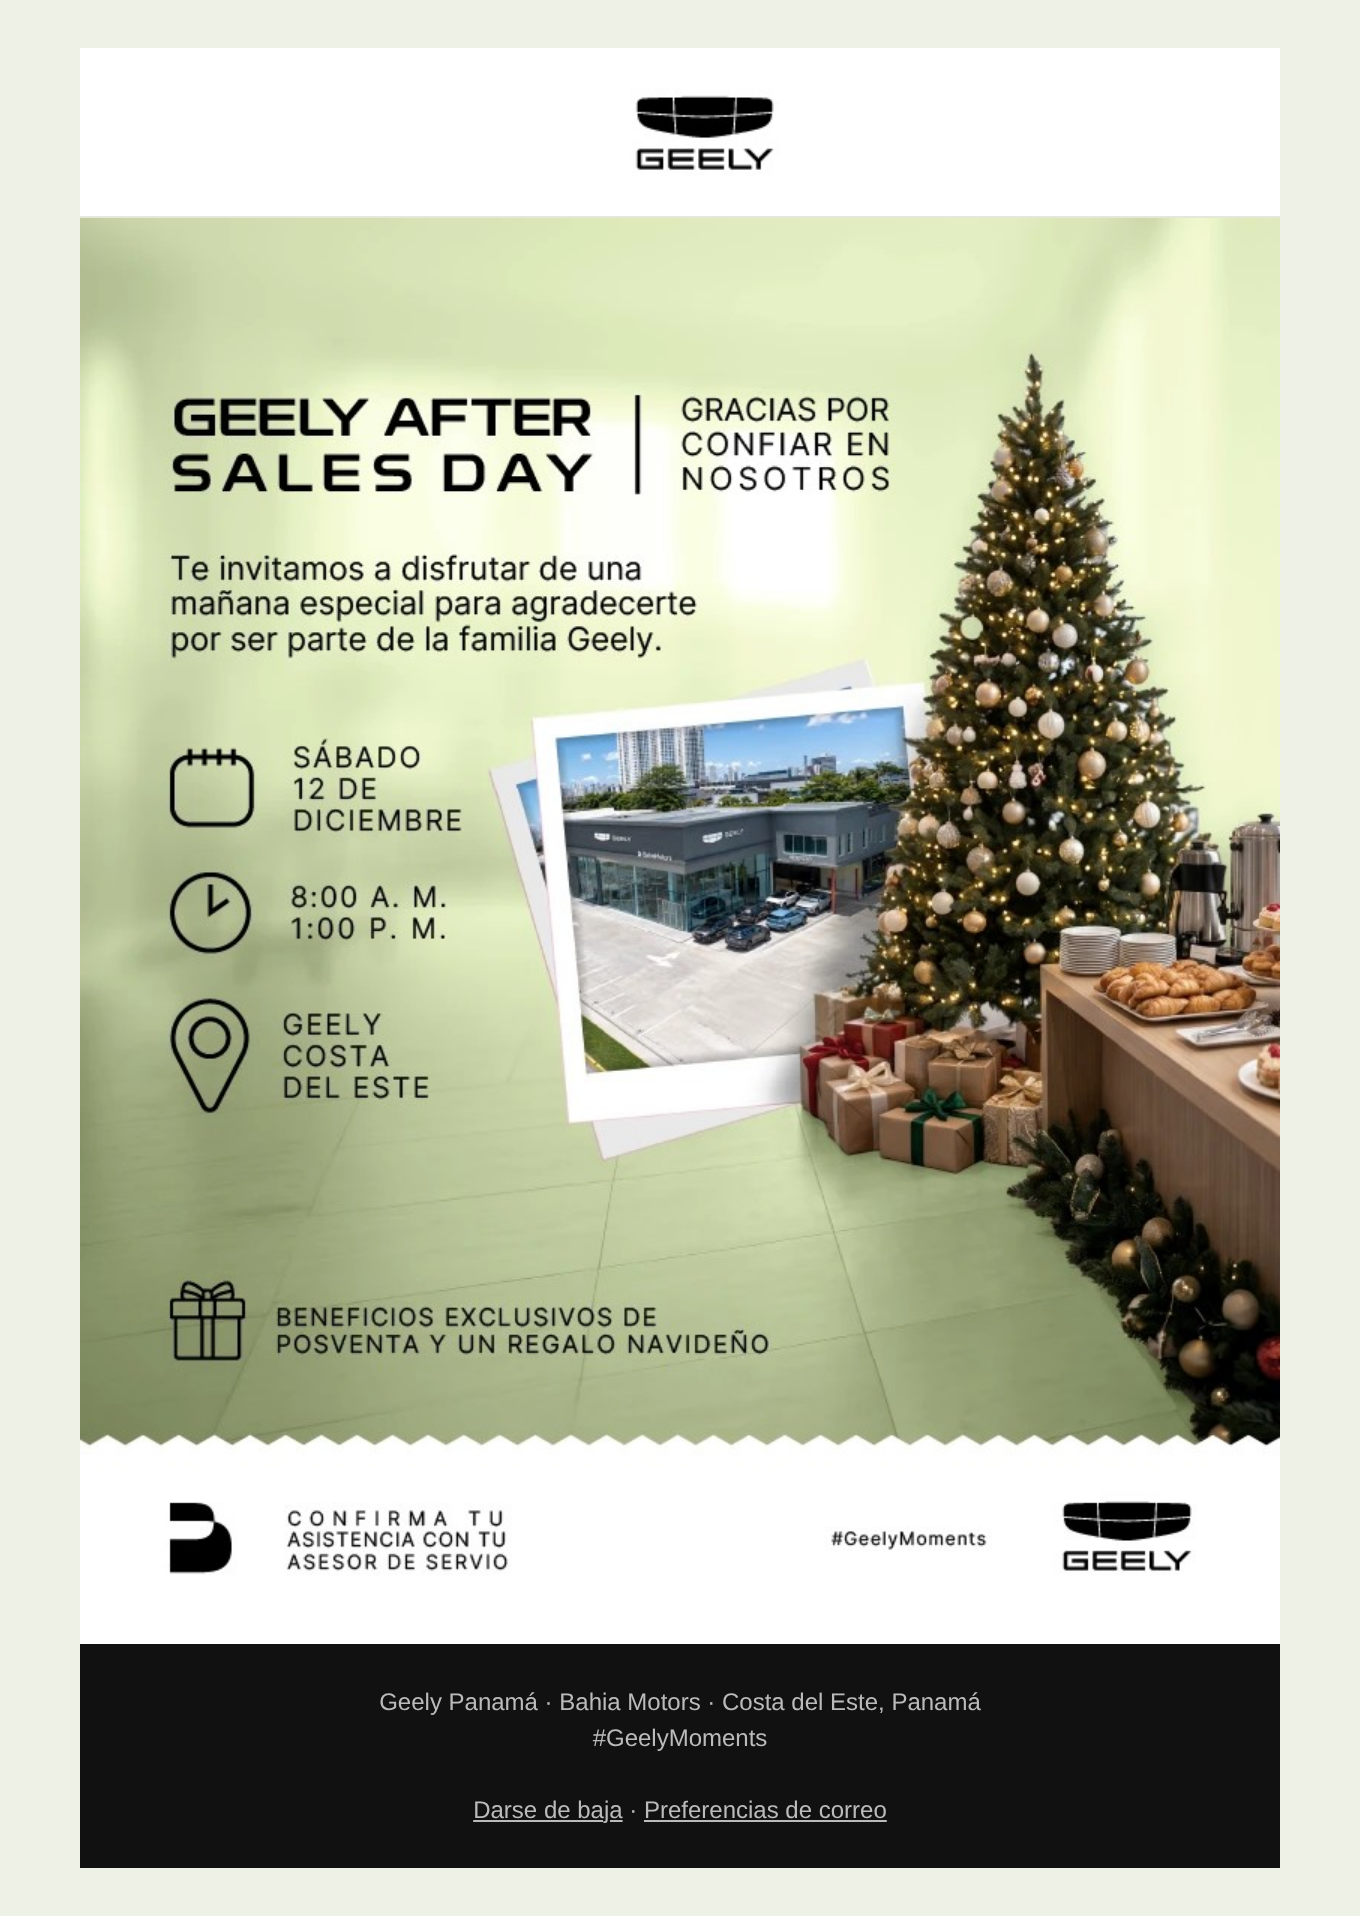 GEELY
GEELY AFTER
SALES DAY
GRACIAS POR
CONFIAR EN
NOSOTROS
Te invitamos a disfrutar de una
mañana especial para agradecerte
por ser parte de la familia Geely.
SÁBADO
12 DE
DICIEMBRE
8:00 A. M.
1:00 P. M.
GEELY
COSTA
DEL ESTE
GEELY
GEELY
BENEFICIOS EXCLUSIVOS DE
POSVENTA Y UN REGALO NAVIDEÑO
CONFIRMA TU
ASISTENCIA CON TU
ASESOR DE SERVIO
#GeelyMoments
GEELY
Geely Panamá · Bahia Motors · Costa del Este, Panamá
#GeelyMoments
Darse de baja · Preferencias de correo